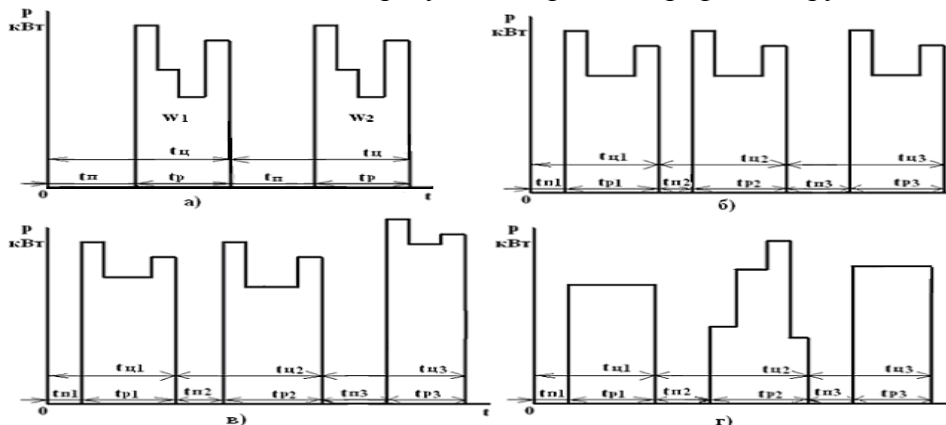 P
кВт
W1
W2
tц
tц
tп
tр
tп
tр
0
t
а)
P
кВт
tц1
tц2
tц3
tп1
tр1
tп2
tр2
tп3
tр3
0
б)
P
кВт
tц1
tц2
tц3
tп1
tр1
tп2
tр2
tп3
tр3
0
t
в)
P
кВт
tц1
tц2
tц3
tп1
tр1
tп2
tр2
tп3
tр3
0
г)